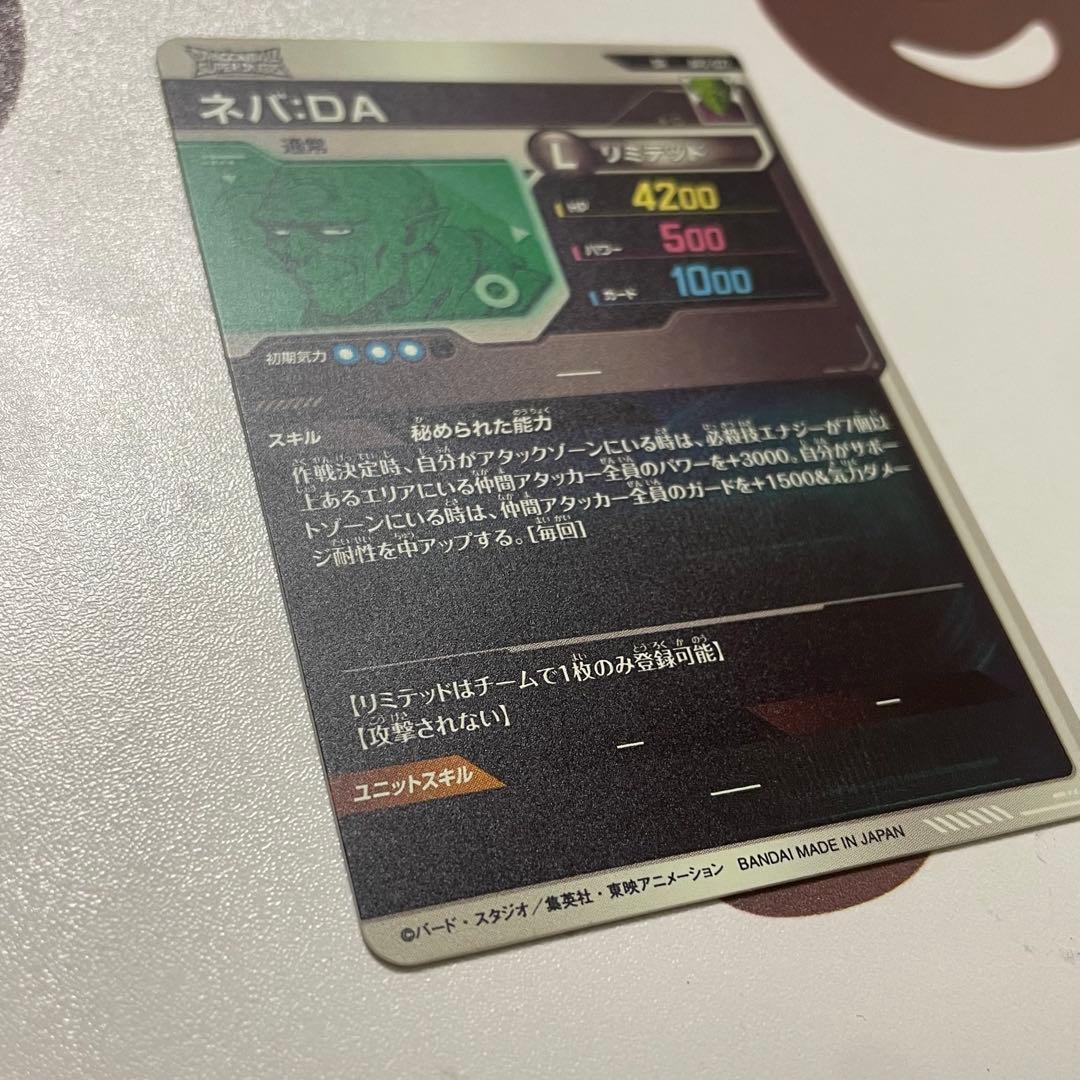 ネバ:DA
通常
L リミテッド
HP 4200
パワー 500
ガード 1000
初期気力
スキル 秘められた能力
作戦決定時、自分がアタックゾーンにいる時は、必殺技エナジーが7個以
上あるエリアにいる仲間アタッカー全員のパワーを+3000。自分がサポー
トゾーンにいる時は、仲間アタッカー全員のガードを+1500&気力ダメー
ジ耐性を中アップする。[毎回]
【リミテッドはチームで1枚のみ登録可能】
【攻撃されない】
ユニットスキル
©バード・スタジオ/集英社・東映アニメーション BANDAI MADE IN JAPAN